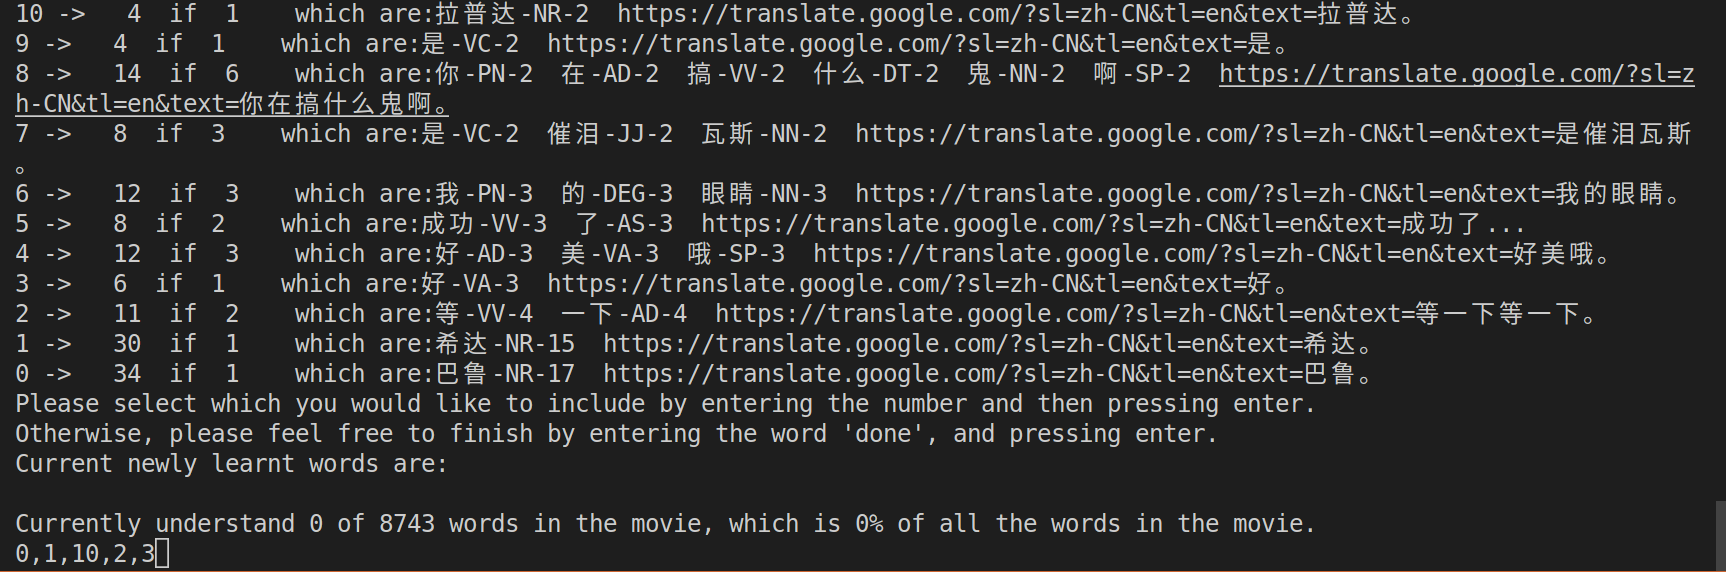 10 ->   4  if  1    which are:拉普达-NR-2  https://translate.google.com/?sl=zh-CN&tl=en&text=拉普达。
9 ->   4  if  1    which are:是-VC-2  https://translate.google.com/?sl=zh-CN&tl=en&text=是。
8 ->   14  if  6    which are:你-PN-2  在-AD-2  搞-VV-2  什么-DT-2  鬼-NN-2  啊-SP-2  https://translate.google.com/?sl=z
h-CN&tl=en&text=你在搞什么鬼啊。
7 ->   8  if  3    which are:是-VC-2  催泪-JJ-2  瓦斯-NN-2  https://translate.google.com/?sl=zh-CN&tl=en&text=是催泪瓦斯
。
6 ->   12  if  3    which are:我-PN-3  的-DEG-3  眼睛-NN-3  https://translate.google.com/?sl=zh-CN&tl=en&text=我的眼睛。
5 ->   8  if  2    which are:成功-VV-3  了-AS-3  https://translate.google.com/?sl=zh-CN&tl=en&text=成功了...
4 ->   12  if  3    which are:好-AD-3  美-VA-3  哦-SP-3  https://translate.google.com/?sl=zh-CN&tl=en&text=好美哦。
3 ->   6  if  1    which are:好-VA-3  https://translate.google.com/?sl=zh-CN&tl=en&text=好。
2 ->   11  if  2    which are:等-VV-4  一下-AD-4  https://translate.google.com/?sl=zh-CN&tl=en&text=等一下等一下。
1 ->   30  if  1    which are:希达-NR-15  https://translate.google.com/?sl=zh-CN&tl=en&text=希达。
0 ->   34  if  1    which are:巴鲁-NR-17  https://translate.google.com/?sl=zh-CN&tl=en&text=巴鲁。
Please select which you would like to include by entering the number and then pressing enter.
Otherwise, please feel free to finish by entering the word 'done', and pressing enter.
Current newly learnt words are:
Currently understand 0 of 8743 words in the movie, which is 0% of all the words in the movie.
0,1,10,2,3